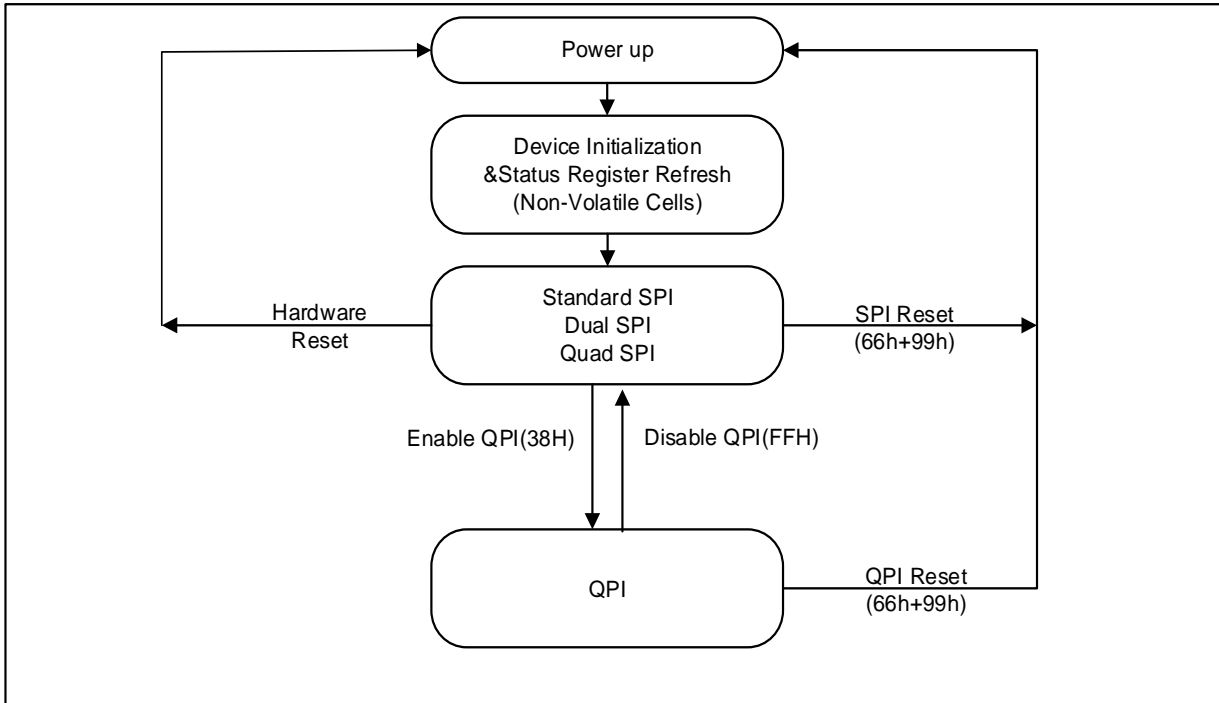 Power up
Device Initialization
&Status Register Refresh
(Non-Volatile Cells)
Standard SPI
Dual SPI
Quad SPI
Hardware
Reset
SPI Reset
(66h+99h)
Enable QPI(38H)
Disable QPI(FFH)
QPI
QPI Reset
(66h+99h)